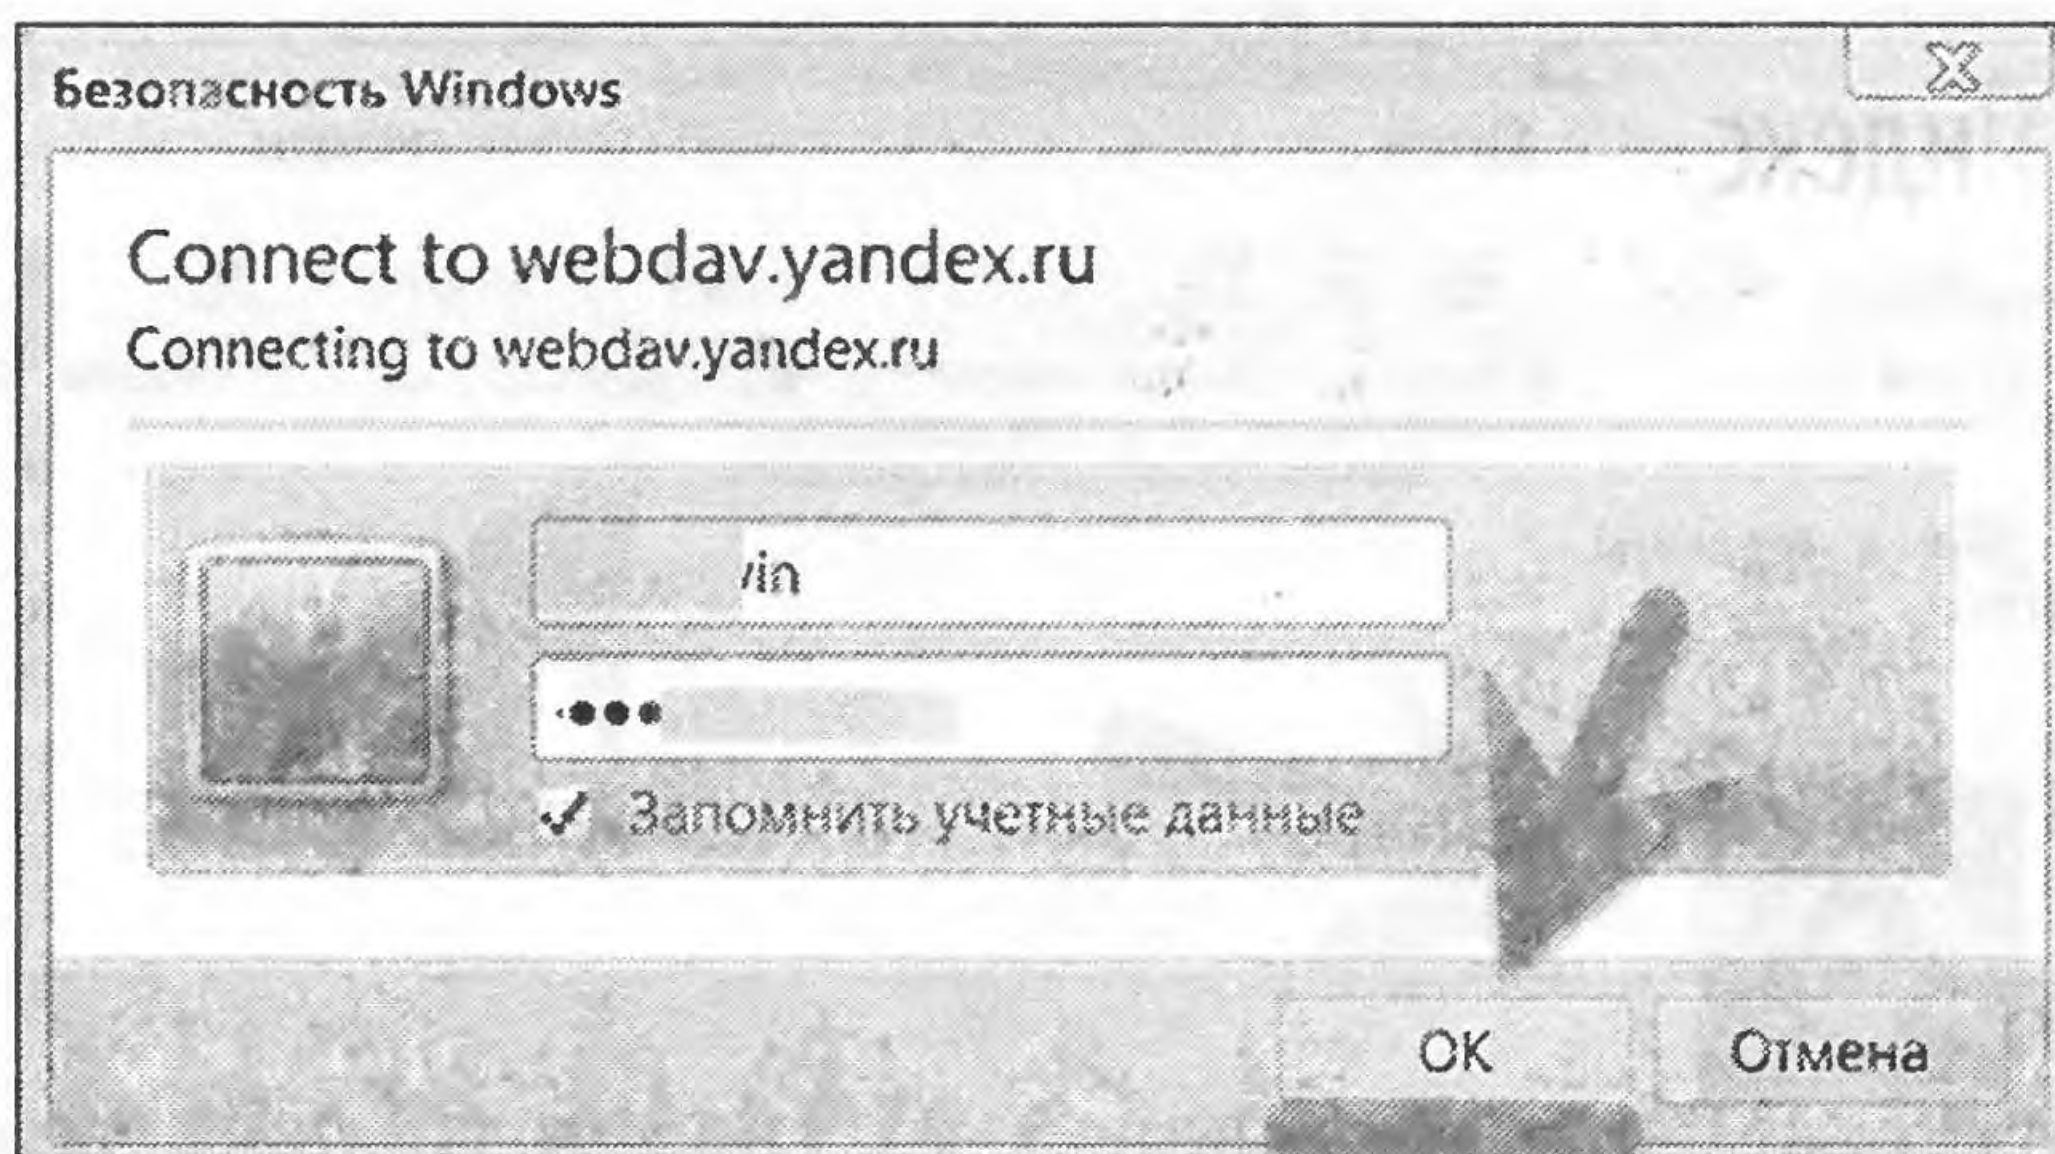 Безопасность Windows
Connect to webdav.yandex.ru
Connecting to webdav.yandex.ru
Запомнить учетные данные
OK
Отмена